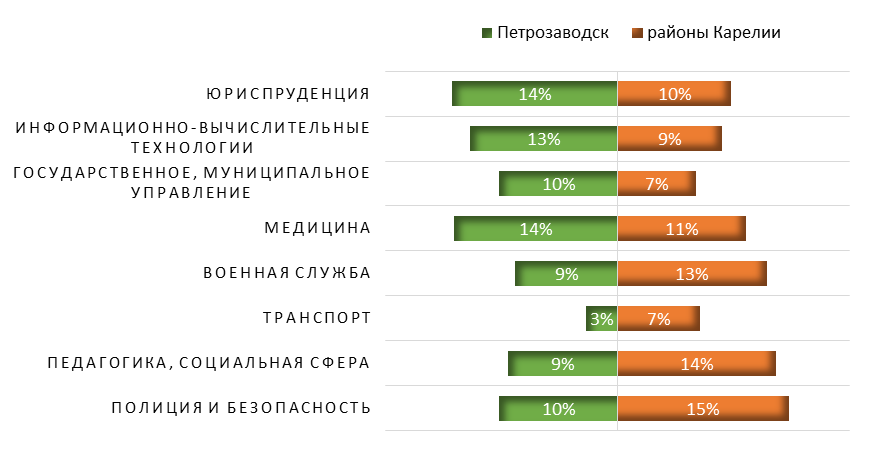 Петрозаводск районы Карелии
ЮРИСПРУДЕНЦИЯ 14% 10%
ИНФОРМАЦИОННО-ВЫЧИСЛИТЕЛЬНЫЕ
ТЕХНОЛОГИИ 13% 9%
ГОСУДАРСТВЕННОЕ, МУНИЦИПАЛЬНОЕ
УПРАВЛЕНИЕ 10% 7%
МЕДИЦИНА 14% 11%
ВОЕННАЯ СЛУЖБА 9% 13%
ТРАНСПОРТ 3% 7%
ПЕДАГОГИКА, СОЦИАЛЬНАЯ СФЕРА 9% 14%
ПОЛИЦИЯ И БЕЗОПАСНОСТЬ 10% 15%